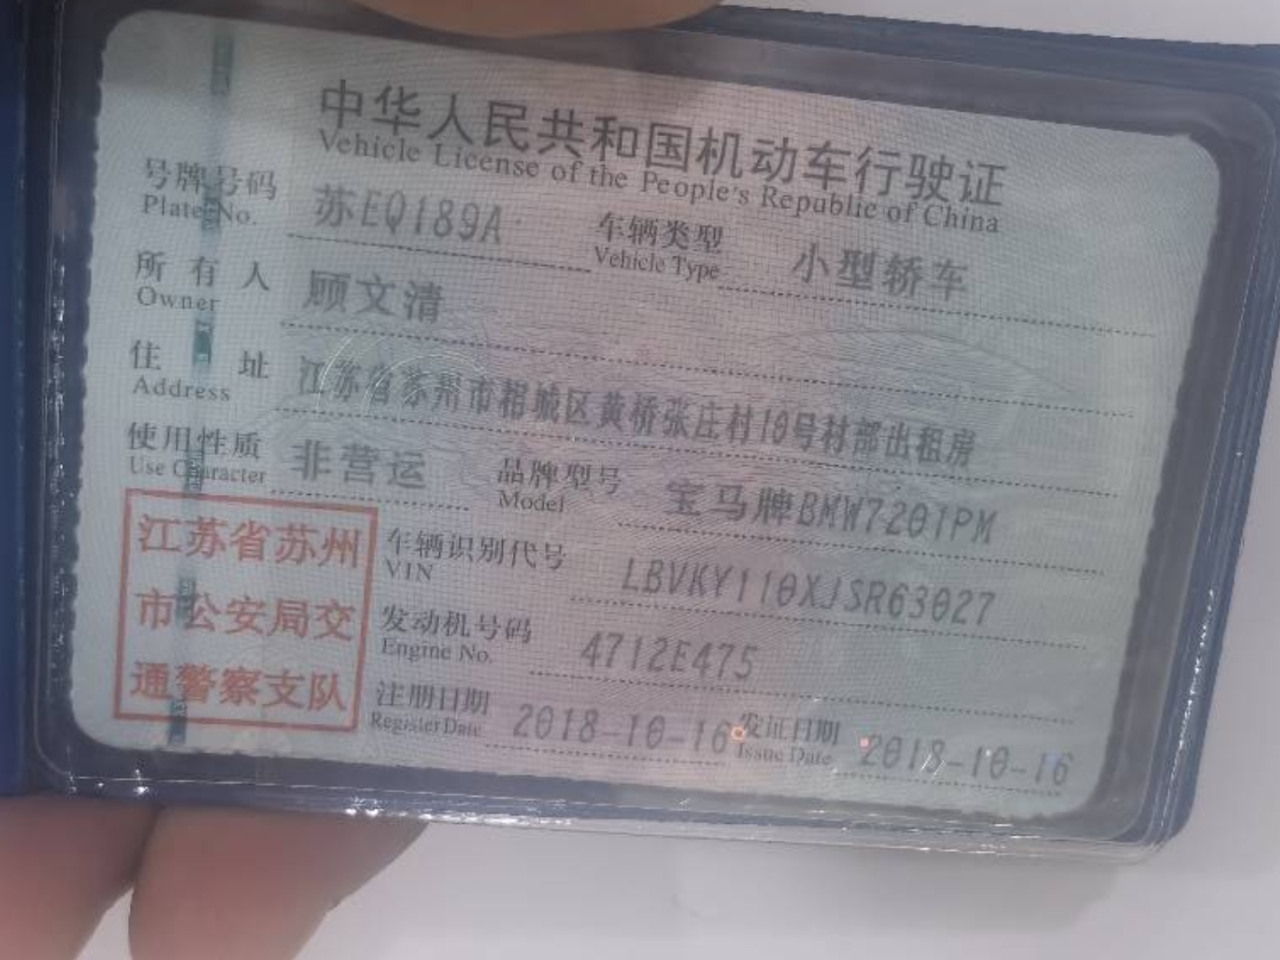 中华人民共和国机动车行驶证
Vehicle License of the People's Republic of China
号牌号码 苏EQ189A 车辆类型 小型轿车
Plate No. Vehicle Type
所有人 顾文清
Owner
住址 江苏省苏州市相城区黄桥张庄村10号村部出租房
Address
使用性质 非营运 品牌型号 宝马牌BMW7201PM
Use Character Model
江苏省苏州
市公安局交
通警察支队
车辆识别代号 LBVKY110XJSR63027
VIN
发动机号码 4712E475
Engine No.
注册日期 2018-10-16 发证日期 2018-10-16
Register Date Issue Date